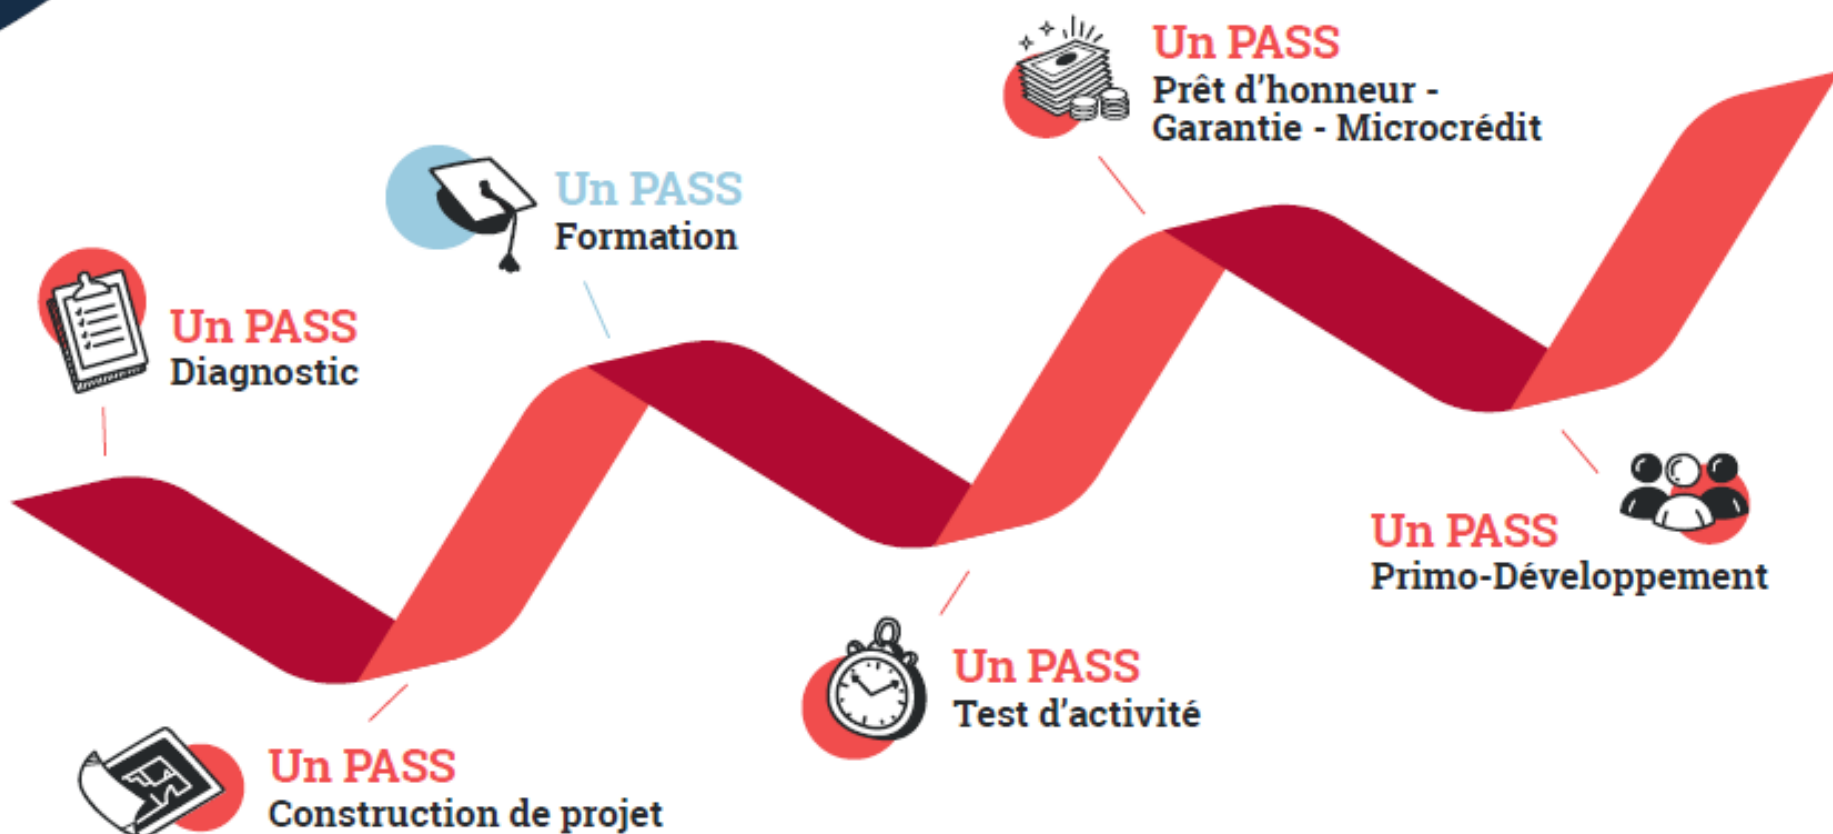 Un PASS
Diagnostic
Un PASS
Construction de projet
Un PASS
Formation
Un PASS
Test d'activité
Un PASS
Prêt d'honneur -
Garantie - Microcrédit
Un PASS
Primo-Développement